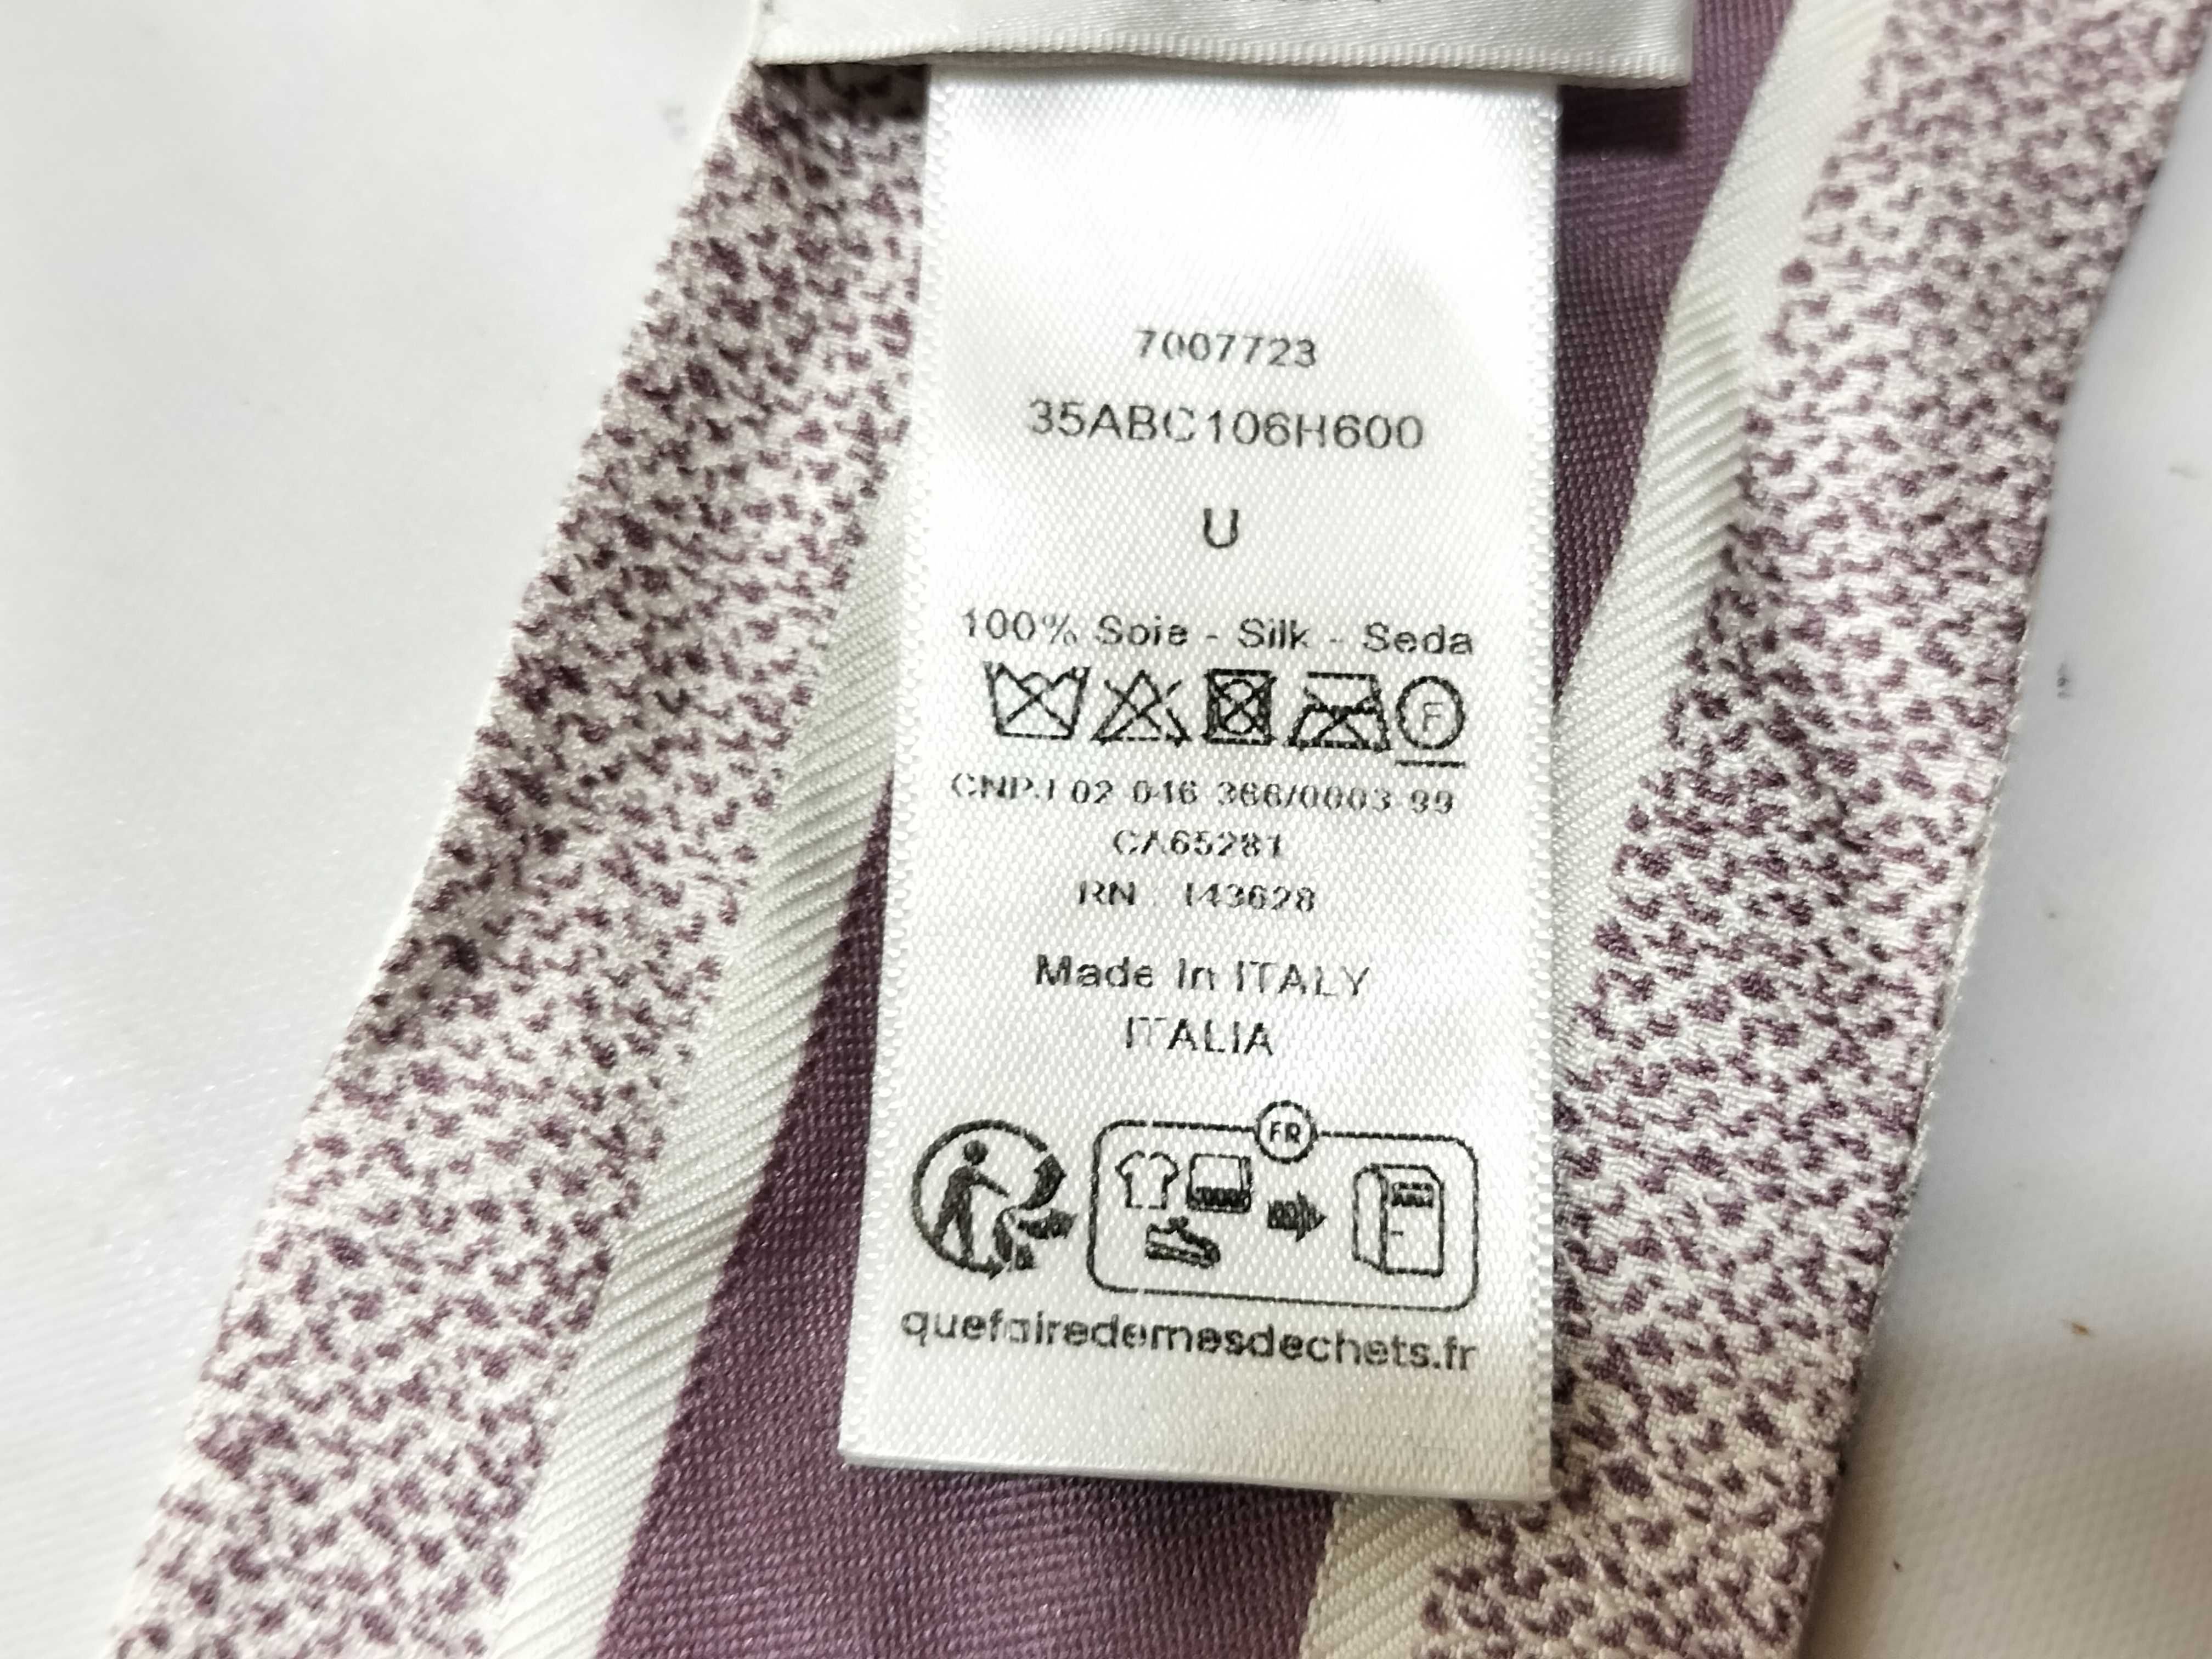 7007723
35ABC106H600
U
100% Soie - Silk - Seda
F
CNPJ 02 046 366/0003 99
CA65281
RN : 143628
Made In ITALY
ITALIA
FR
quefairedemesdechets.fr